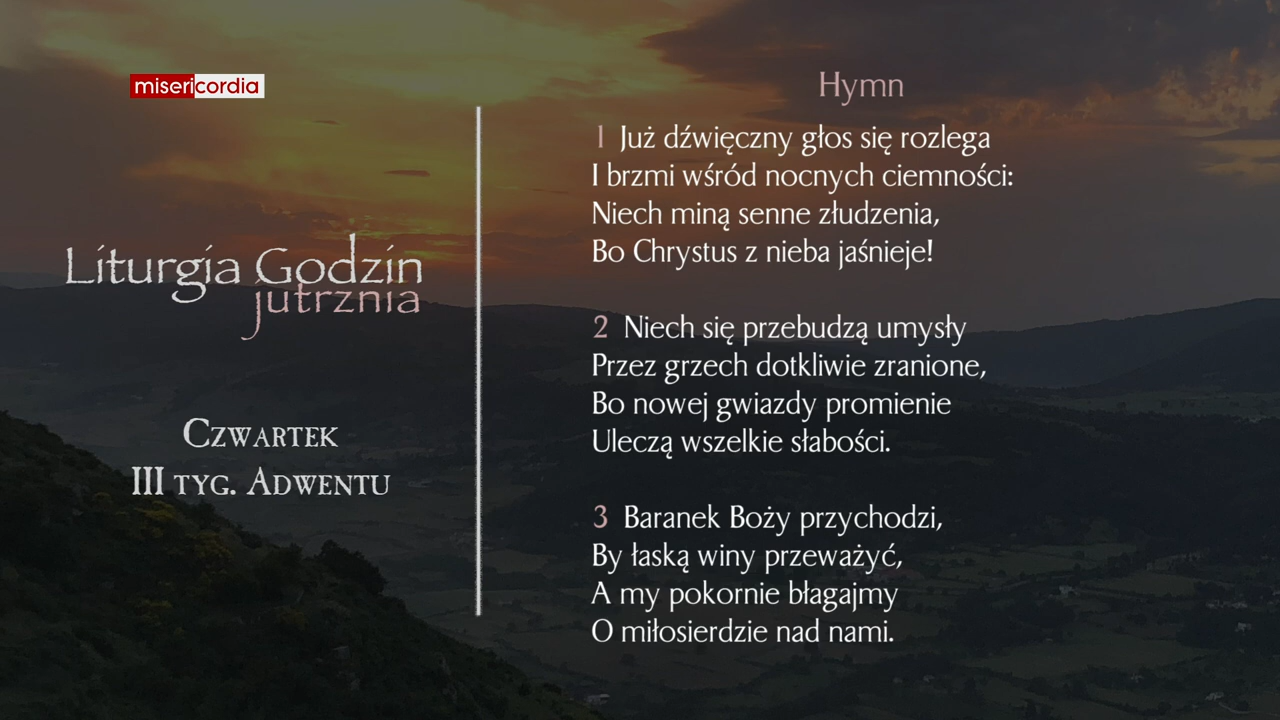 misericordia
Liturgia Godzin
jutrznia
Czwartek
III tyg. Adwentu
Hymn
1 Już dźwięczny głos się rozlega
I brzmi wśród nocnych ciemności:
Niech miną senne złudzenia,
Bo Chrystus z nieba jaśnieje!
2 Niech się przebudzą umysły
Przez grzech dotkliwie zranione,
Bo nowej gwiazdy promienie
Uleczą wszelkie słabości.
3 Baranek Boży przychodzi,
By łaską winy przeważyć,
A my pokornie błagajmy
O miłosierdzie nad nami.